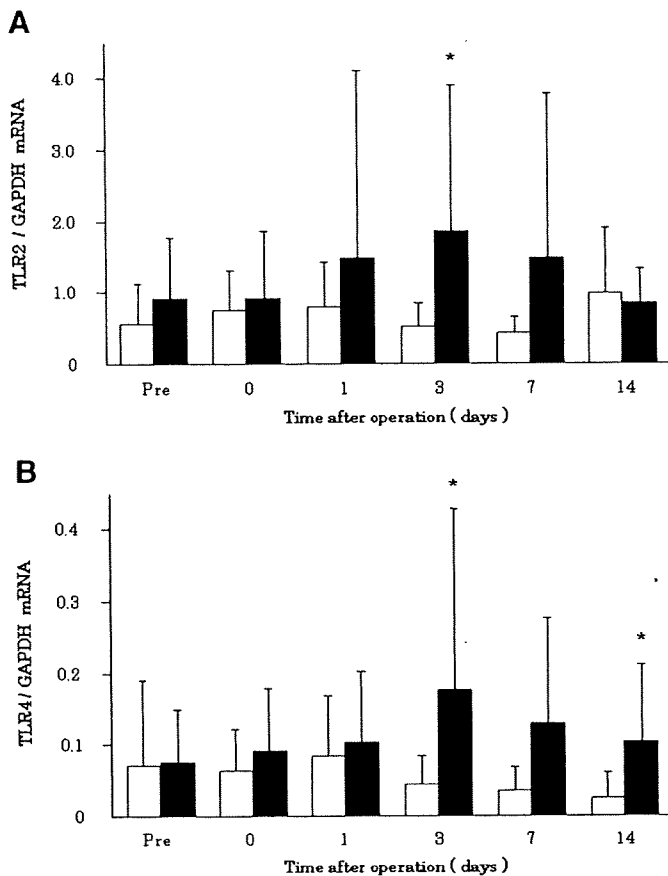 A
TLR2 / GAPDH mRNA
4.0
3.0
2.0
1.0
0
*
Pre 0 1 3 7 14
Time after operation ( days )
B
TLR4 / GAPDH mRNA
0.4
0.3
0.2
0.1
0
*
*
Pre 0 1 3 7 14
Time after operation ( days )